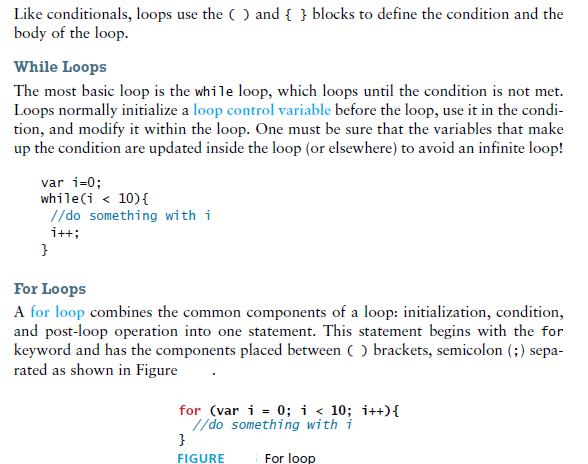 Like conditionals, loops use the ( ) and { } blocks to define the condition and the
body of the loop.
While Loops
The most basic loop is the while loop, which loops until the condition is not met.
Loops normally initialize a loop control variable before the loop, use it in the condi-
tion, and modify it within the loop. One must be sure that the variables that make
up the condition are updated inside the loop (or elsewhere) to avoid an infinite loop!
var i=0;
while(i < 10){
//do something with i
i++;
}
For Loops
A for loop combines the common components of a loop: initialization, condition,
and post-loop operation into one statement. This statement begins with the for
keyword and has the components placed between ( ) brackets, semicolon (;) sepa-
rated as shown in Figure .
for (var i = 0; i < 10; i++){
//do something with i
}
FIGURE For loop